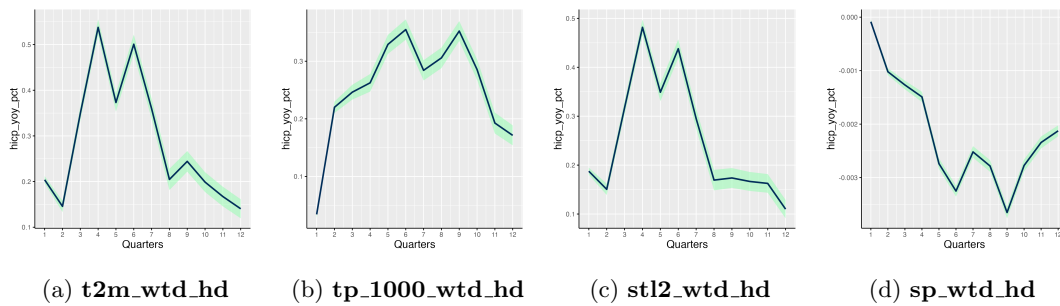 hicp_yoy_pct
0.5
0.4
0.3
0.2
0.1
1 2 3 4 5 6 7 8 9 10 11 12
Quarters
(a) t2m_wtd_hd
hicp_yoy_pct
0.3
0.2
0.1
1 2 3 4 5 6 7 8 9 10 11 12
Quarters
(b) tp_1000_wtd_hd
hicp_yoy_pct
0.5
0.4
0.3
0.2
0.1
1 2 3 4 5 6 7 8 9 10 11 12
Quarters
(c) stl2_wtd_hd
hicp_yoy_pct
0.000
-0.001
-0.002
-0.003
1 2 3 4 5 6 7 8 9 10 11 12
Quarters
(d) sp_wtd_hd